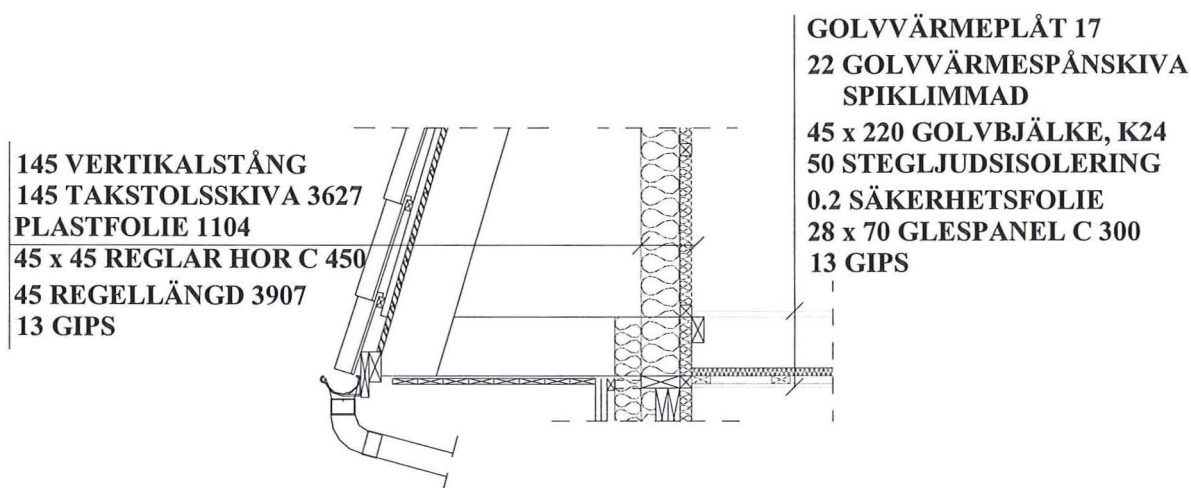 145 VERTIKALSTÅNG
145 TAKSTOLSSKIVA 3627
PLASTFOLIE 1104
45 x 45 REGLAR HOR C 450
45 REGELLÄNGD 3907
13 GIPS
GOLVVÄRMEPLÅT 17
22 GOLVVÄRMESPÅNSKIVA
SPIKLIMMAD
45 x 220 GOLVBJÄLKE, K24
50 STEGLJUDSISOLERING
0.2 SÄKERHETSFOLIE
28 x 70 GLESPANEL C 300
13 GIPS